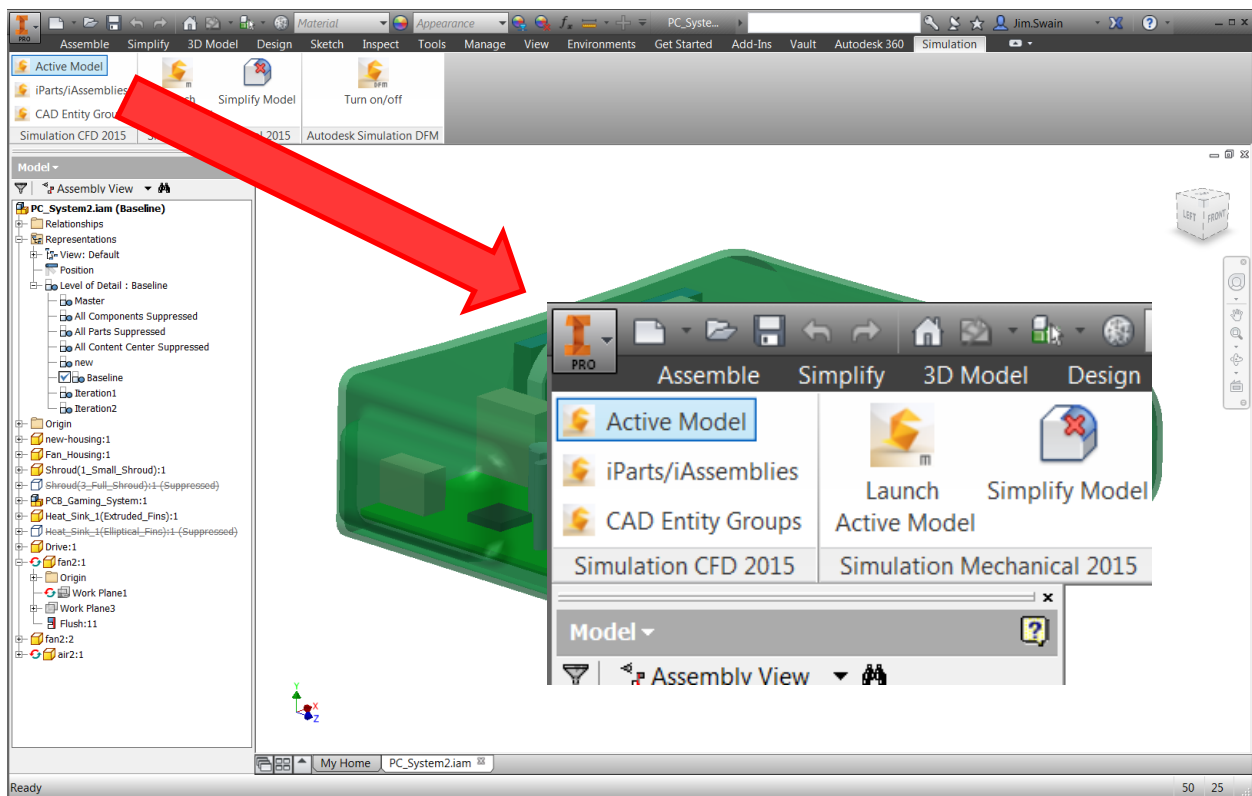 Material
Appearance
PC_Syste...
Jim.Swain
PRO
Assemble Simplify 3D Model Design Sketch Inspect Tools Manage View Environments Get Started Add-Ins Vault Autodesk 360 Simulation
Active Model
iParts/iAssemblies
CAD Entity Grou
m
Simplify Model
DFM
Turn on/off
Simulation CFD 2015
2015
Autodesk Simulation DFM
Model
Assembly View
PC_System2.iam (Baseline)
Relationships
Representations
View: Default
Position
Level of Detail : Baseline
Master
All Components Suppressed
All Parts Suppressed
All Content Center Suppressed
new
Baseline
Iteration1
Iteration2
Origin
new-housing:1
Fan_Housing:1
Shroud(1_Small_Shroud):1
Shroud(3_Full_Shroud):1 (Suppressed)
PCB_Gaming_System:1
Heat_Sink_1(Extruded_Fins):1
Heat_Sink_1(Elliptical_Fins):1 (Suppressed)
Drive:1
fan2:1
Origin
Work Plane1
Work Plane3
Flush:11
fan2:2
air2:1
LEFT FRONT
PRO
Assemble Simplify 3D Model Design
Active Model
iParts/iAssemblies
CAD Entity Groups
m
Launch
Active Model
Simplify Model
Simulation CFD 2015
Simulation Mechanical 2015
Model
Assembly View
Y
X
Z
My Home
PC_System2.iam
Ready
50 25